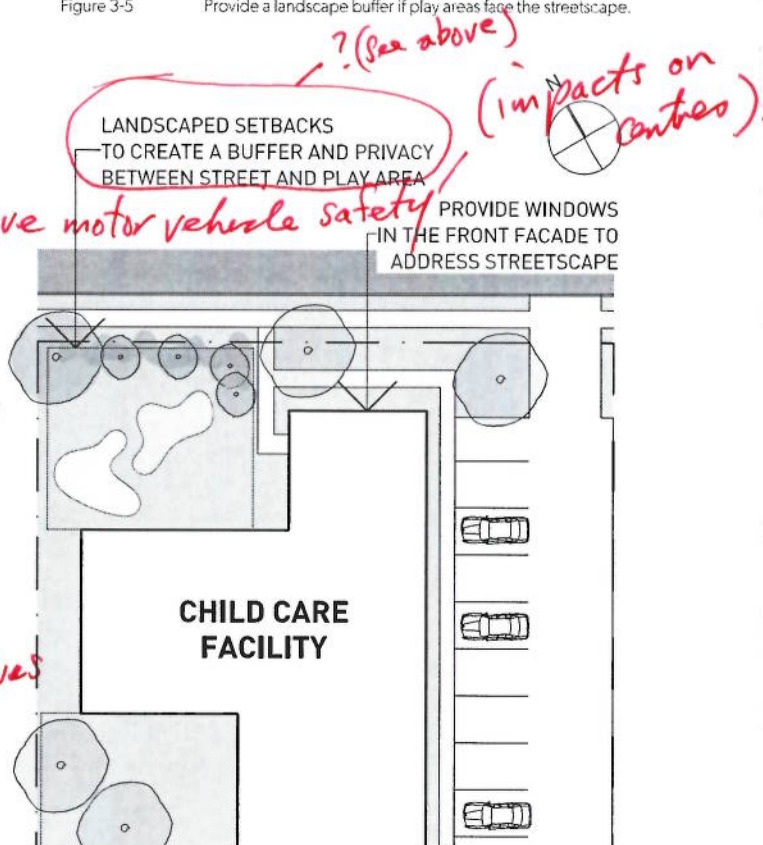 Figure 3-5 Provide a landscape buffer if play areas face the streetscape.
? (See above)
(impacts on
centres).
N
LANDSCAPED SETBACKS
TO CREATE A BUFFER AND PRIVACY
BETWEEN STREET AND PLAY AREA
ve motor vehicle safety
PROVIDE WINDOWS
IN THE FRONT FACADE TO
ADDRESS STREETSCAPE
CHILD CARE
FACILITY